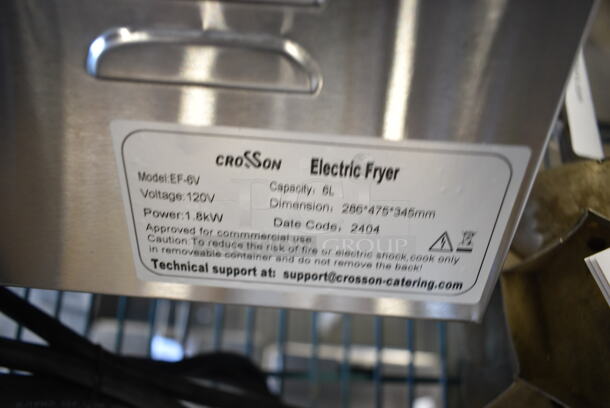 CROSSON Electric Fryer
Model:EF-6V Capacity: 6L
Voltage:120V Dimension: 286*475*345mm
Power:1.8kW Date Code: 2404
Approved for commmercial use
Caution:To reduce the risk of fire or electric shock,cook only
in removeable container and do not remove the back!
Technical support at: support@crosson-catering.com
GROUP